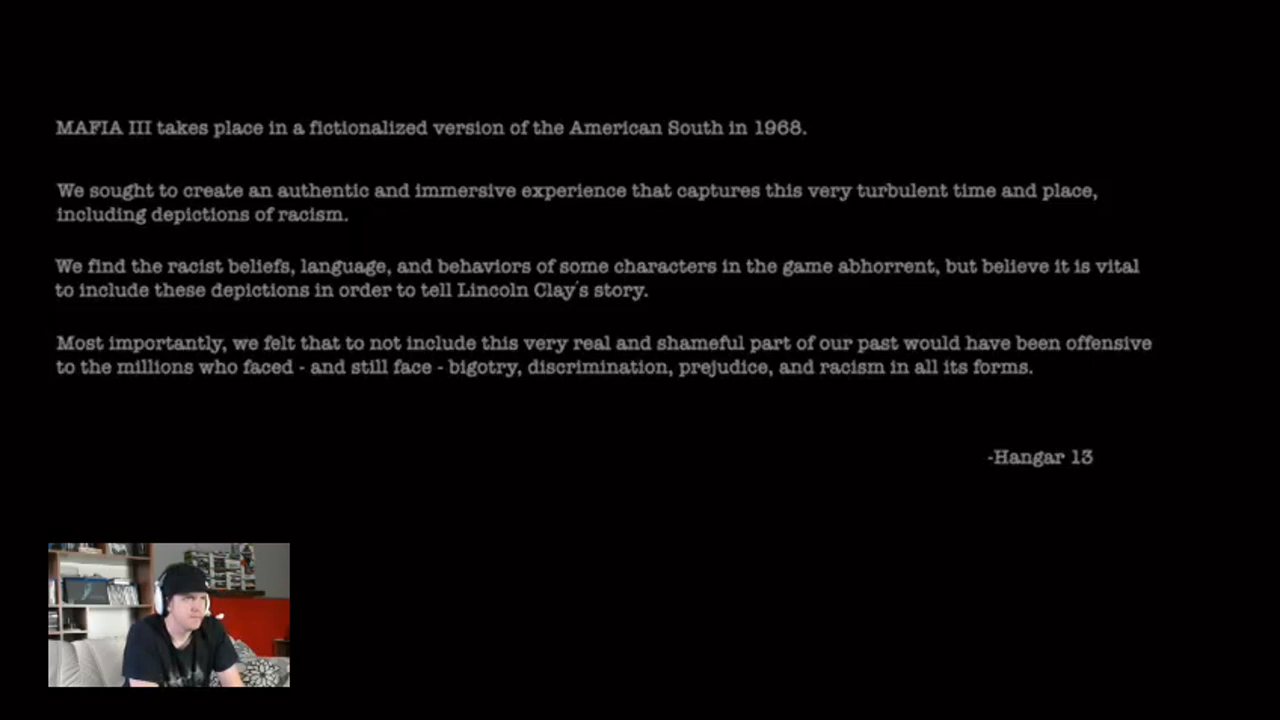 MAFIA III takes place in a fictionalized version of the American South in 1968.
We sought to create an authentic and immersive experience that captures this very turbulent time and place,
including depictions of racism.
We find the racist beliefs, language, and behaviors of some characters in the game abhorrent, but believe it is vital
to include these depictions in order to tell Lincoln Clay's story.
Most importantly, we felt that to not include this very real and shameful part of our past would have been offensive
to the millions who faced - and still face - bigotry, discrimination, prejudice, and racism in all its forms.
-Hangar 13